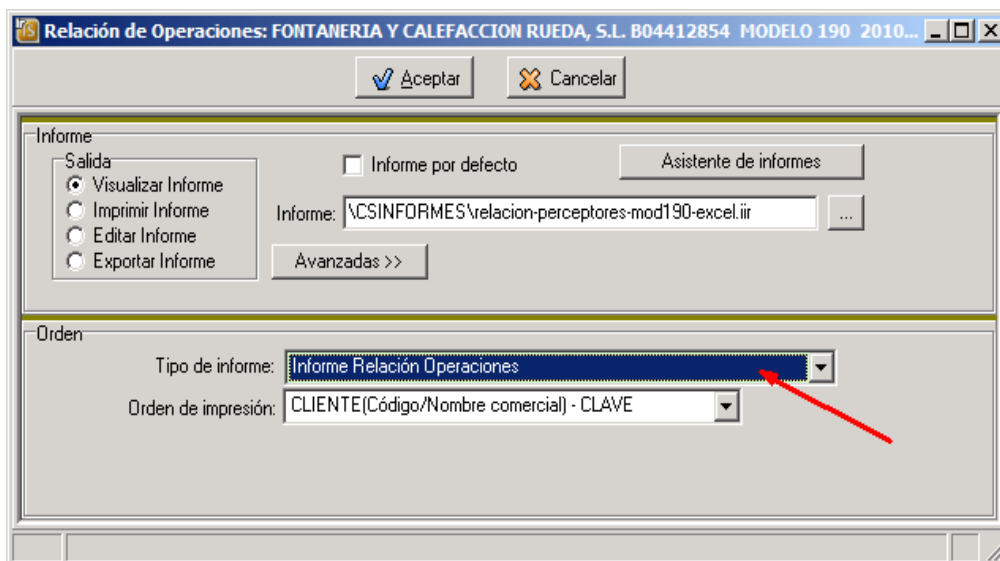 Relación de Operaciones: FONTANERIA Y CALEFACCION RUEDA, S.L. B04412854 MODELO 190 2010...
Aceptar Cancelar
Informe
Salida
Visualizar Informe
Imprimir Informe
Editar Informe
Exportar Informe
Informe por defecto Asistente de informes
Informe: \CSINFORMES\relacion-perceptores-mod190-excel.iir ...
Avanzadas >>
Orden
Tipo de informe: Informe Relación Operaciones
Orden de impresión: CLIENTE(Código/Nombre comercial) - CLAVE